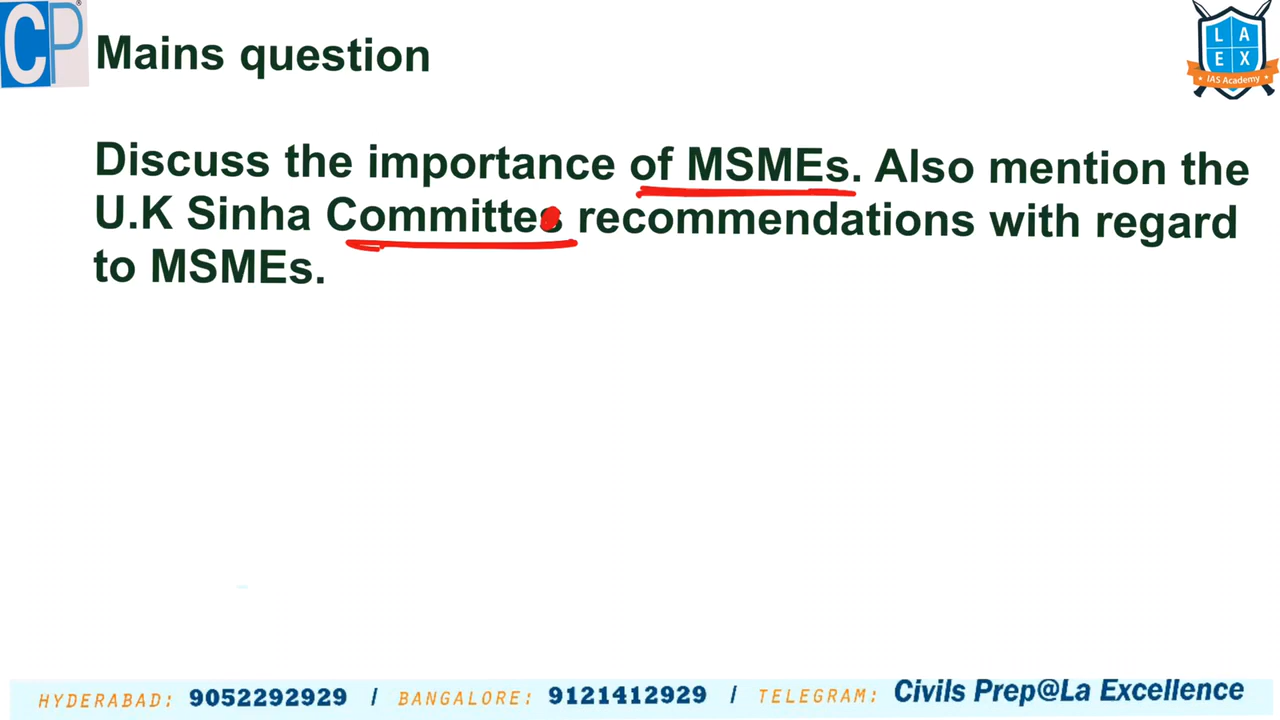 CP
Mains question
L A
E X
IAS Academy
Discuss the importance of MSMEs. Also mention the
U.K Sinha Committes recommendations with regard
to MSMEs.
HYDERABAD: 9052292929 / BANGALORE: 9121412929 / TELEGRAM: Civils Prep@La Excellence